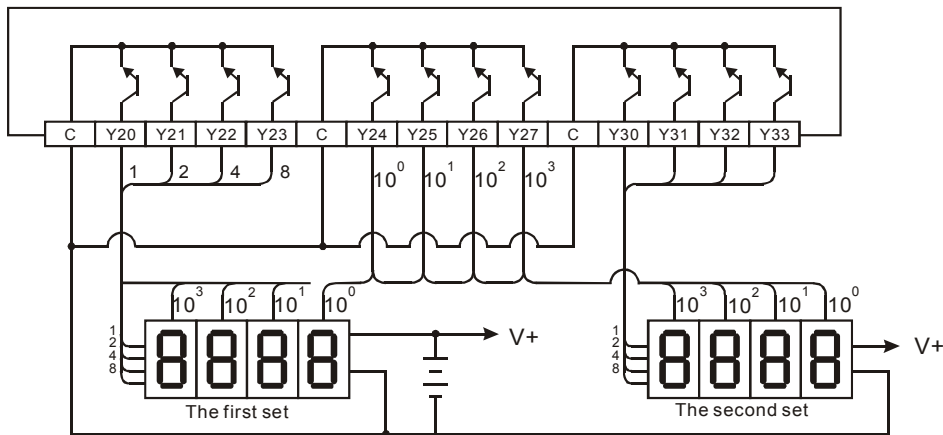 C Y20 Y21 Y22 Y23 C Y24 Y25 Y26 Y27 C Y30 Y31 Y32 Y33
1 2 4 8 10⁰ 10¹ 10² 10³
10³ 10² 10¹ 10⁰ 10³ 10² 10¹ 10⁰
1
2
4
8
V+
1
2
4
8
V+
The first set
The second set